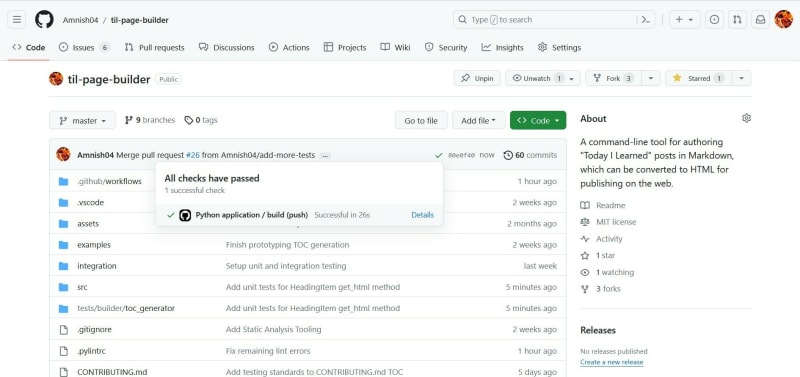 Amnish04 / til-page-builder
Type / to search
Code Issues 6 Pull requests Discussions Actions Projects Wiki Security Insights Settings
til-page-builder Public
Unpin Unwatch 1 Fork 3 Starred 1
master 9 branches 0 tags Go to file Add file Code
Amnish04 Merge pull request #26 from Amnish04/add-more-tests ... now 60 commits
All checks have passed
1 successful check
Python application / build (push) Successful in 26s Details
.github/workflows 1 hour ago
.vscode 2 weeks ago
assets 2 months ago
examples Finish prototyping TOC generation 2 weeks ago
integration Setup unit and integration testing last week
src Add unit tests for HeadingItem get_html method 5 minutes ago
tests/builder/toc_generator Add unit tests for HeadingItem get_html method 5 minutes ago
.gitignore Add Static Analysis Tooling 2 weeks ago
.pylintrc Fix remaining lint errors 1 hour ago
CONTRIBUTING.md Add testing standards to CONTRIBUTING.md TOC 5 days ago
About
A command-line tool for authoring
"Today I Learned" posts in Markdown,
which can be converted to HTML for
publishing on the web.
Readme
MIT license
Activity
1 star
1 watching
3 forks
Releases
No releases published
Create a new release